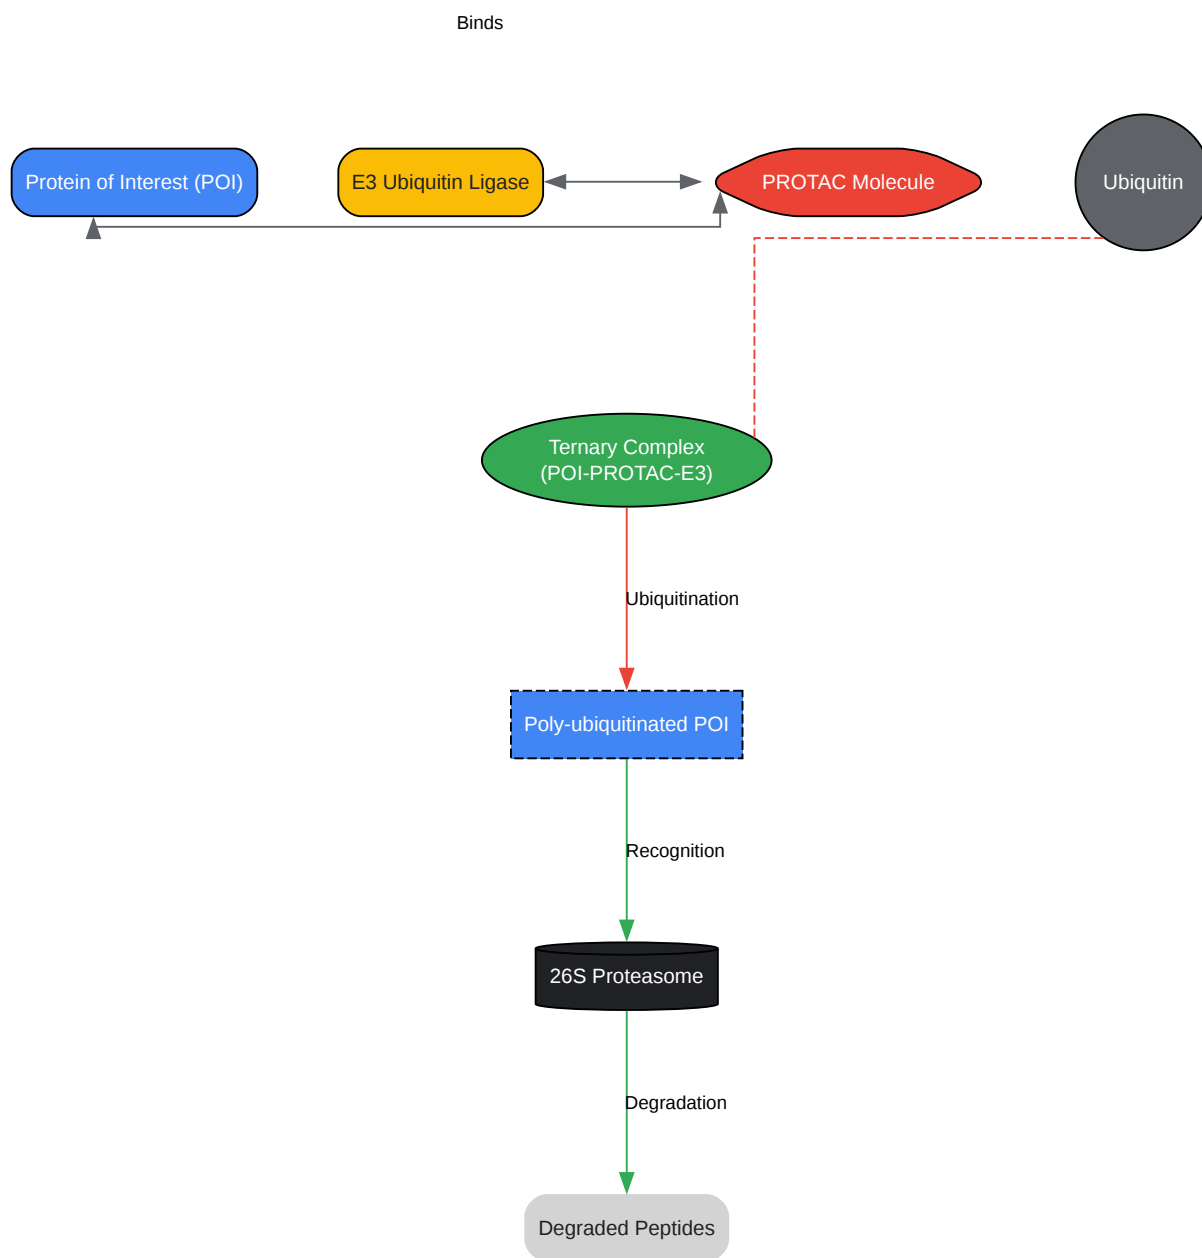 Binds
Protein of Interest (POI)
E3 Ubiquitin Ligase
PROTAC Molecule
Ubiquitin
Ternary Complex
(POI-PROTAC-E3)
Ubiquitination
Poly-ubiquitinated POI
Recognition
26S Proteasome
Degradation
Degraded Peptides